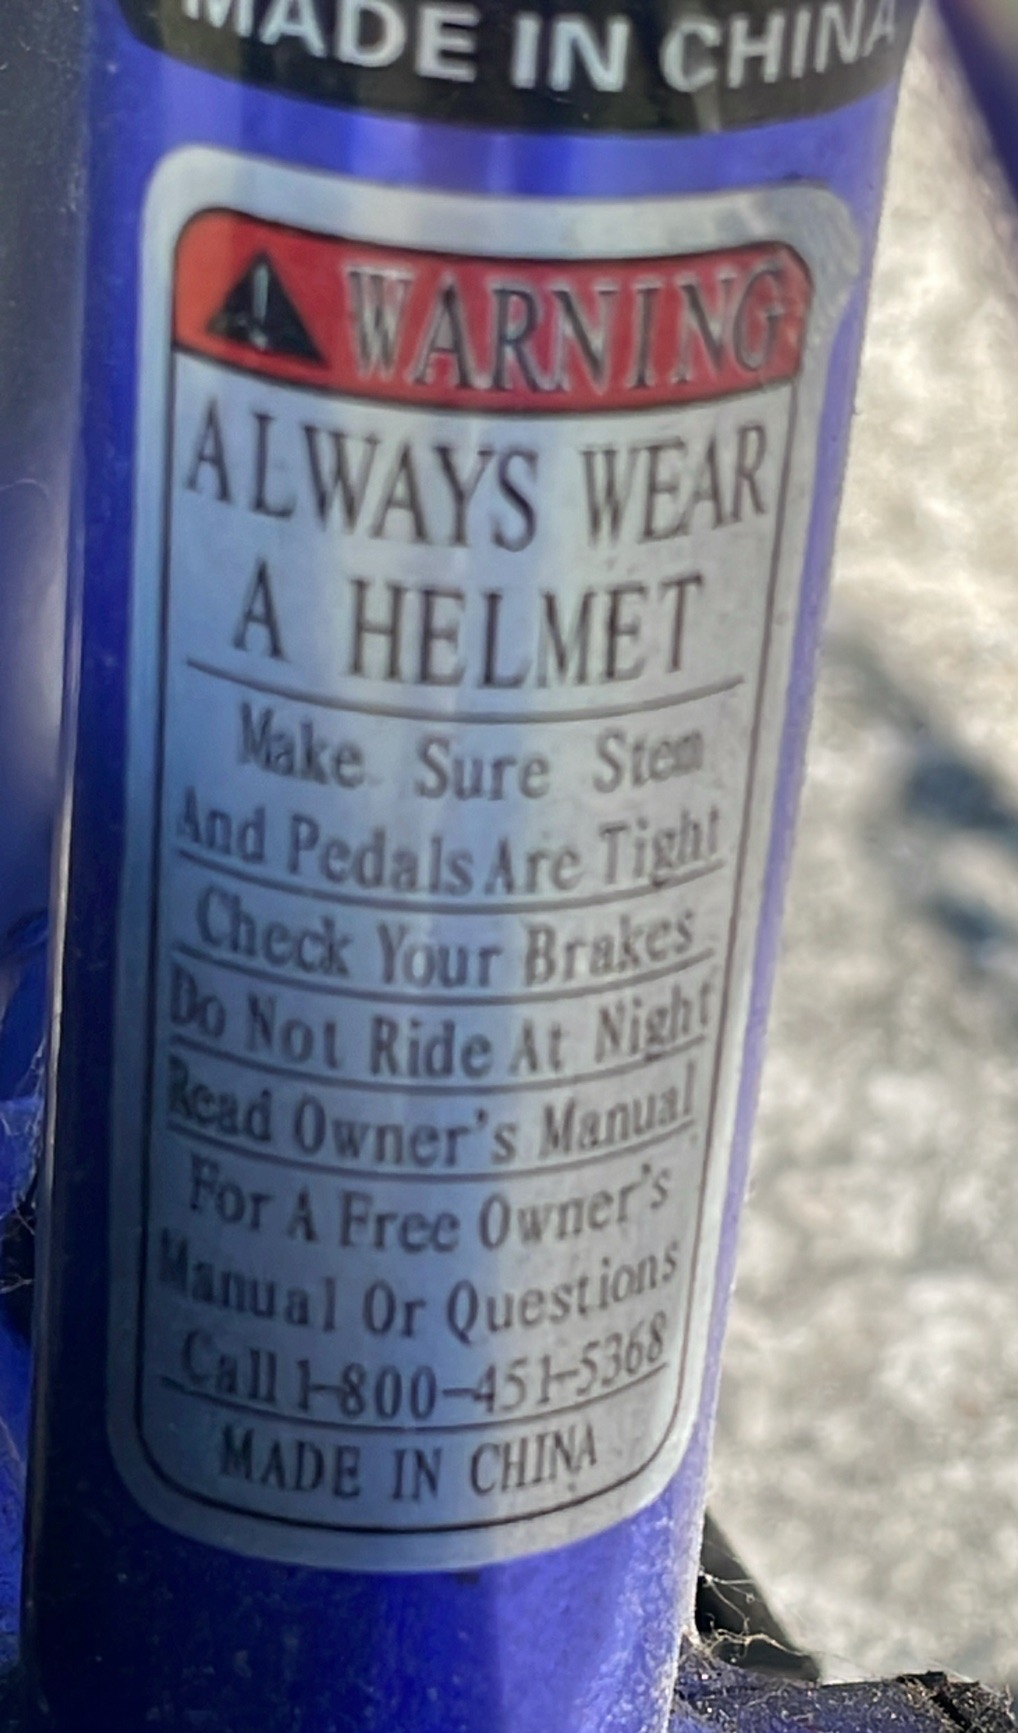 MADE IN CHINA
WARNING
ALWAYS WEAR
A HELMET
Make Sure Stem
And Pedals Are Tight
Check Your Brakes
Do Not Ride At Night
Read Owner's Manual
For A Free Owner's
Manual Or Questions
Call 1-800-451-5368
MADE IN CHINA